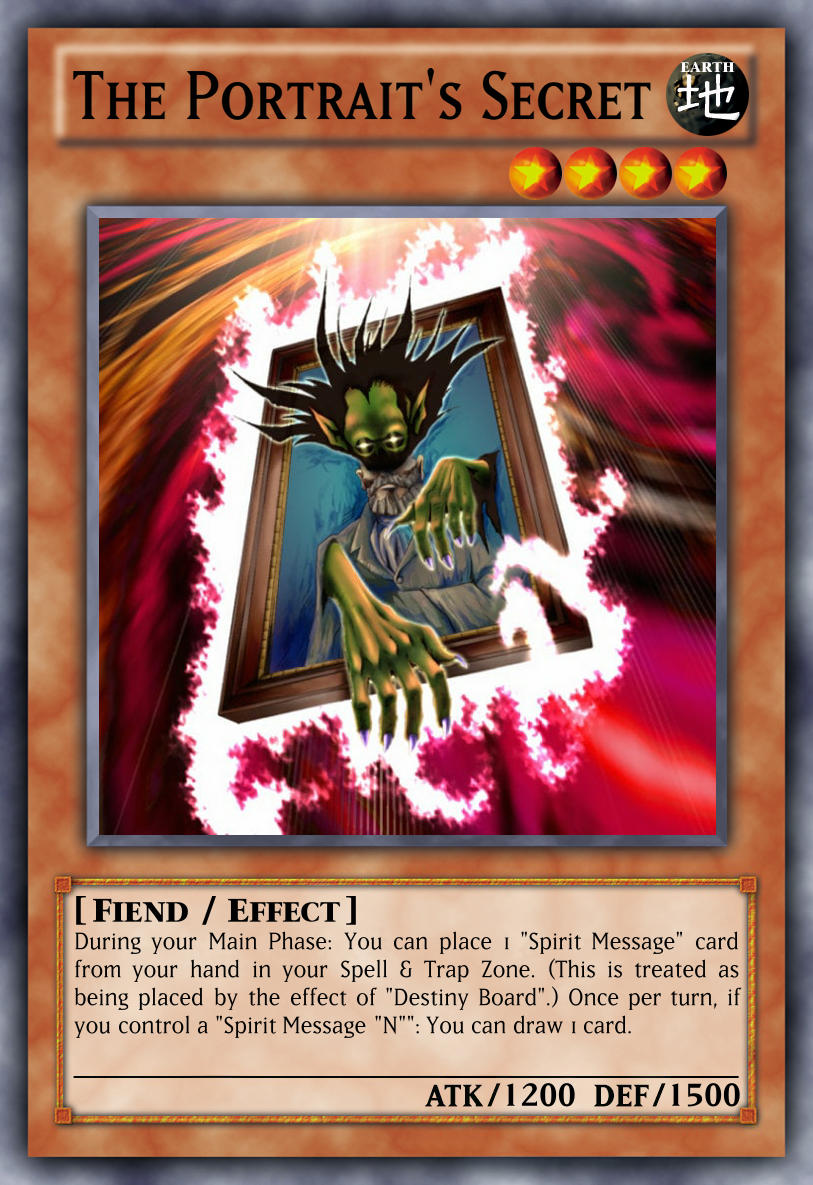 The Portrait's Secret
EARTH
地
[ Fiend / Effect ]
During your Main Phase: You can place 1 "Spirit Message" card
from your hand in your Spell & Trap Zone. (This is treated as
being placed by the effect of "Destiny Board".) Once per turn, if
you control a "Spirit Message "N"": You can draw 1 card.
ATK/1200 DEF/1500